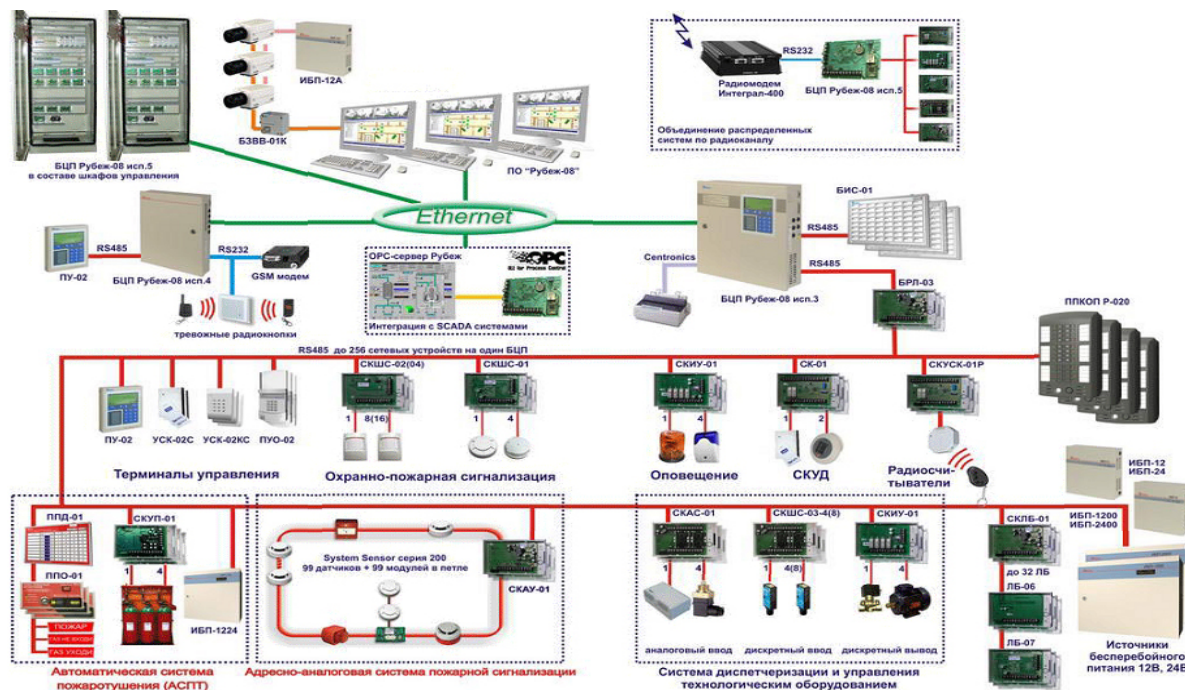 ИБП-12А
БЗВВ-01К
БЦП Рубеж-08 исп.5
в составе шкафов управления
ПО "Рубеж-08"
Радиомодем
Интеграл-400
RS232
БЦП Рубеж-08 исп.5
Объединение распределенных
систем по радиоканалу
Ethernet
ПУ-02
RS485
БЦП Рубеж-08 исп.4
RS232
GSM модем
тревожные радиокнопки
OPC-сервер Рубеж
OPC
for Process Control
Интеграция с SCADA системами
Centronics
БЦП Рубеж-08 исп.3
RS485
БИС-01
RS485
БРЛ-03
ППКОП Р-020
RS485 до 256 сетевых устройств на один БЦП
ПУ-02
УСК-02С
УСК-02КС
ПУО-02
Терминалы управления
СКШС-02(04)
1
8(16)
СКШС-01
1
4
Охранно-пожарная сигнализация
СКИУ-01
1
4
Оповещение
СК-01
1
2
СКУД
СКУСК-01Р
Радиосчи-
тыватели
ИБП-12
ИБП-24
ИБП-1200
ИБП-2400
Источники
бесперебойного
питания 12В, 24В
ППД-01
ППО-01
ПОЖАР
ГАЗ НЕ ВХОДИ
ГАЗ УХОДИ
СКУП-01
1
4
ИБП-1224
Автоматическая система
пожаротушения (АСПТ)
System Sensor серия 200
99 датчиков + 99 модулей в петле
СКАУ-01
Адресно-аналоговая система пожарной сигнализации
СКАС-01
1
4
аналоговый ввод
СКШС-03-4(8)
1
4(8)
дискретный ввод
СКИУ-01
1
4
дискретный вывод
Система диспетчеризации и управления
технологическим оборудованием
СКЛБ-01
до 32 ЛБ
ЛБ-06
ЛБ-07